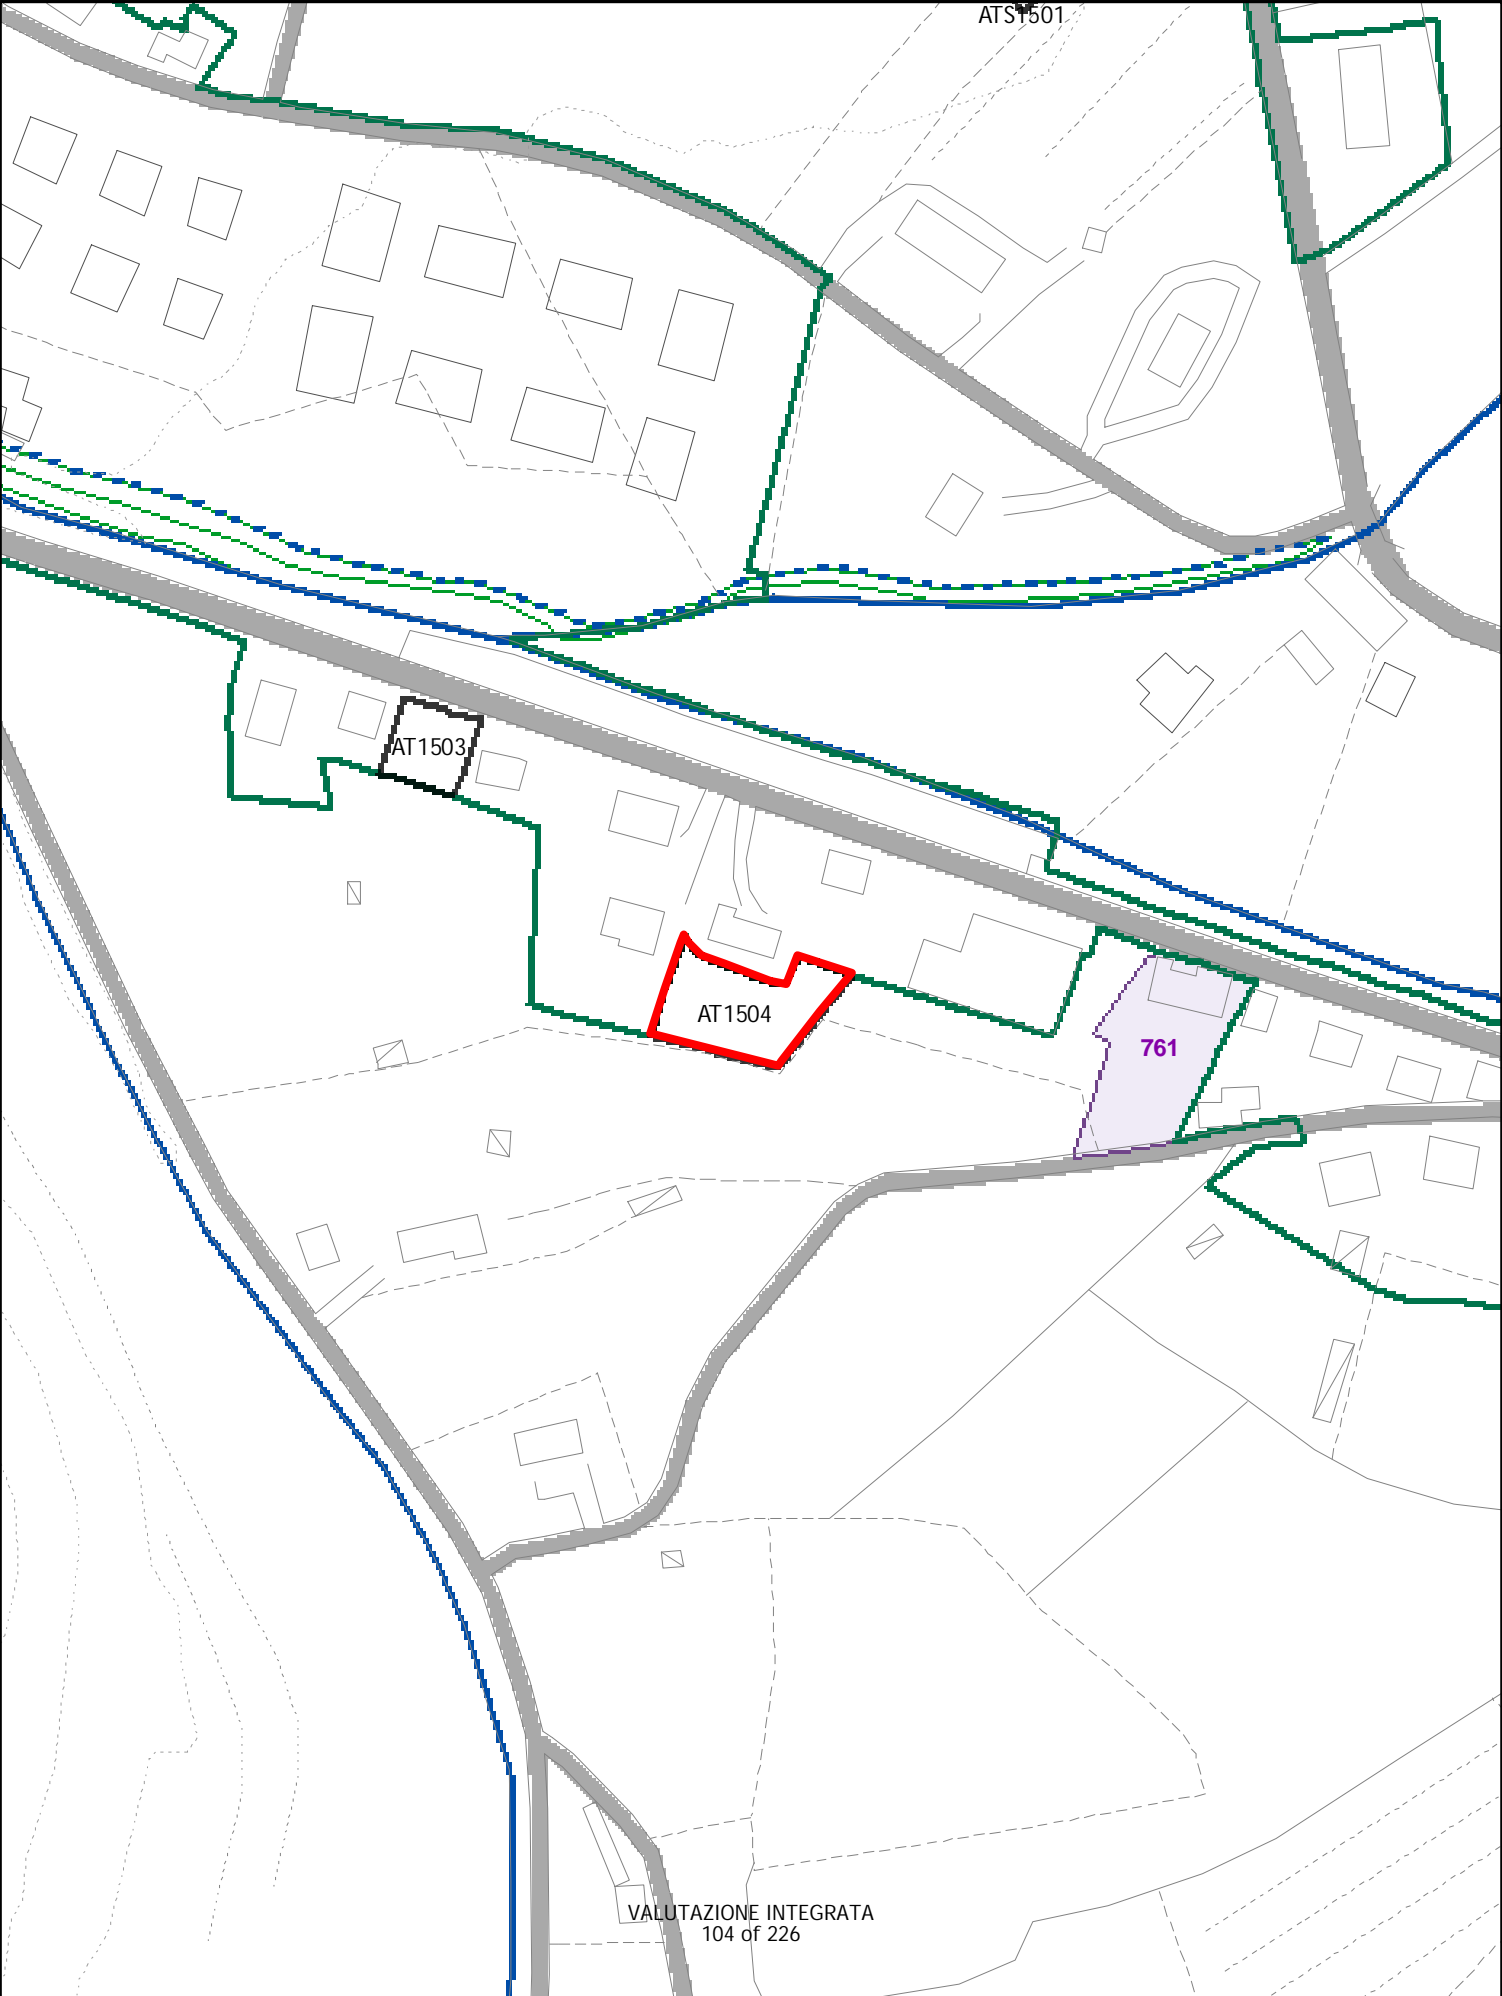 ATS1501
AT1503
AT1504
761
VALUTAZIONE INTEGRATA
104 of 226